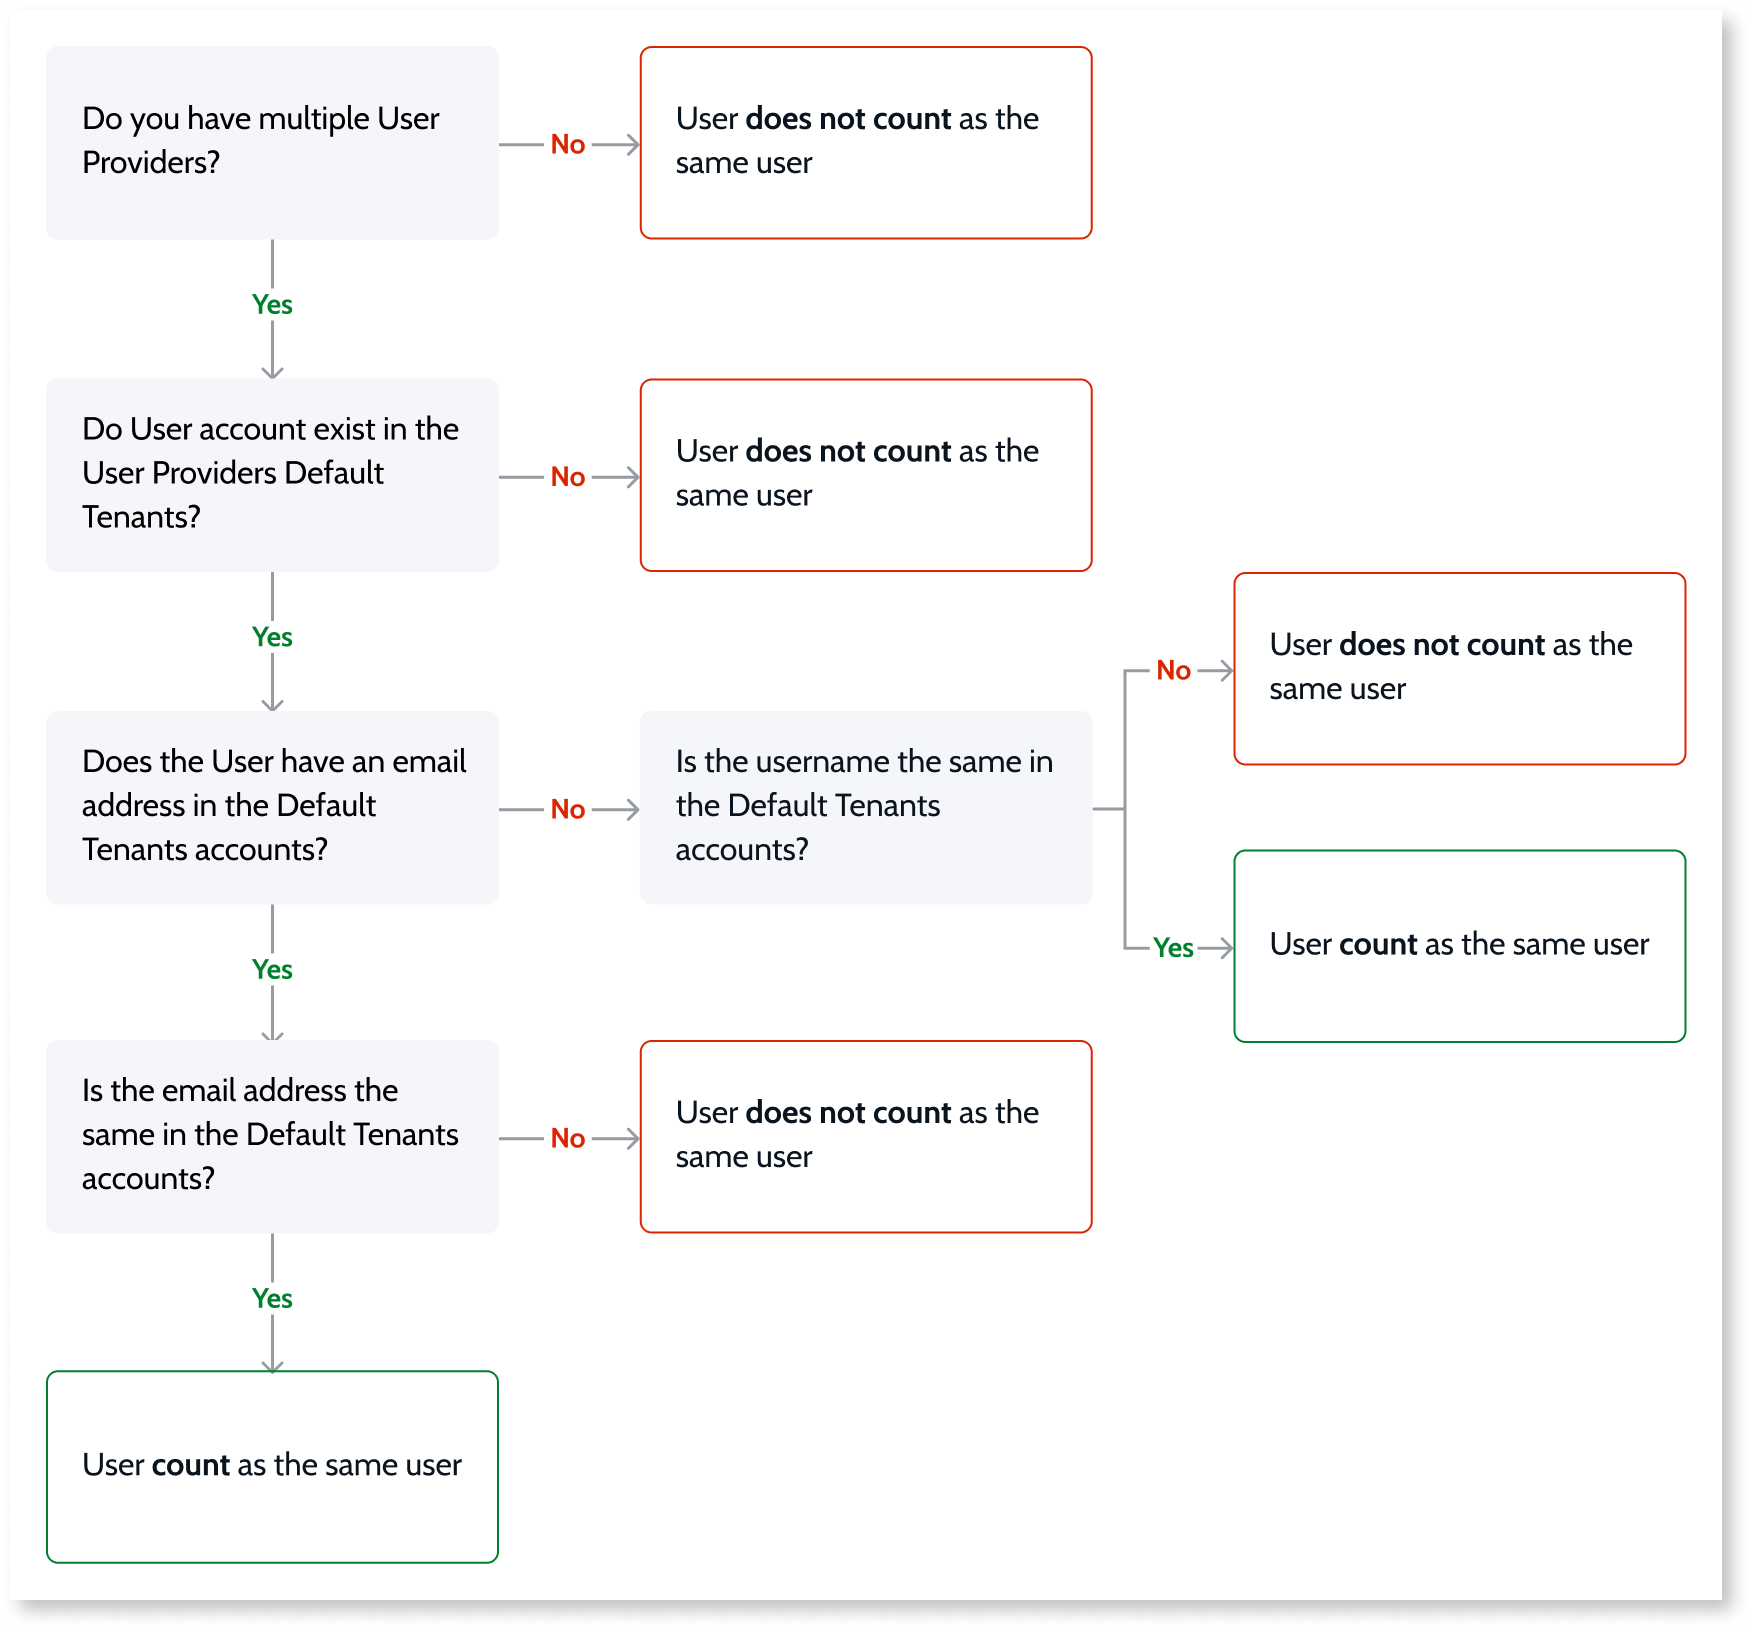 Do you have multiple User
Providers?
No
User does not count as the
same user
Yes
Do User account exist in the
User Providers Default
Tenants?
No
User does not count as the
same user
Yes
Does the User have an email
address in the Default
Tenants accounts?
No
Is the username the same in
the Default Tenants
accounts?
No
User does not count as the
same user
Yes
User count as the same user
Yes
Is the email address the
same in the Default Tenants
accounts?
No
User does not count as the
same user
Yes
User count as the same user